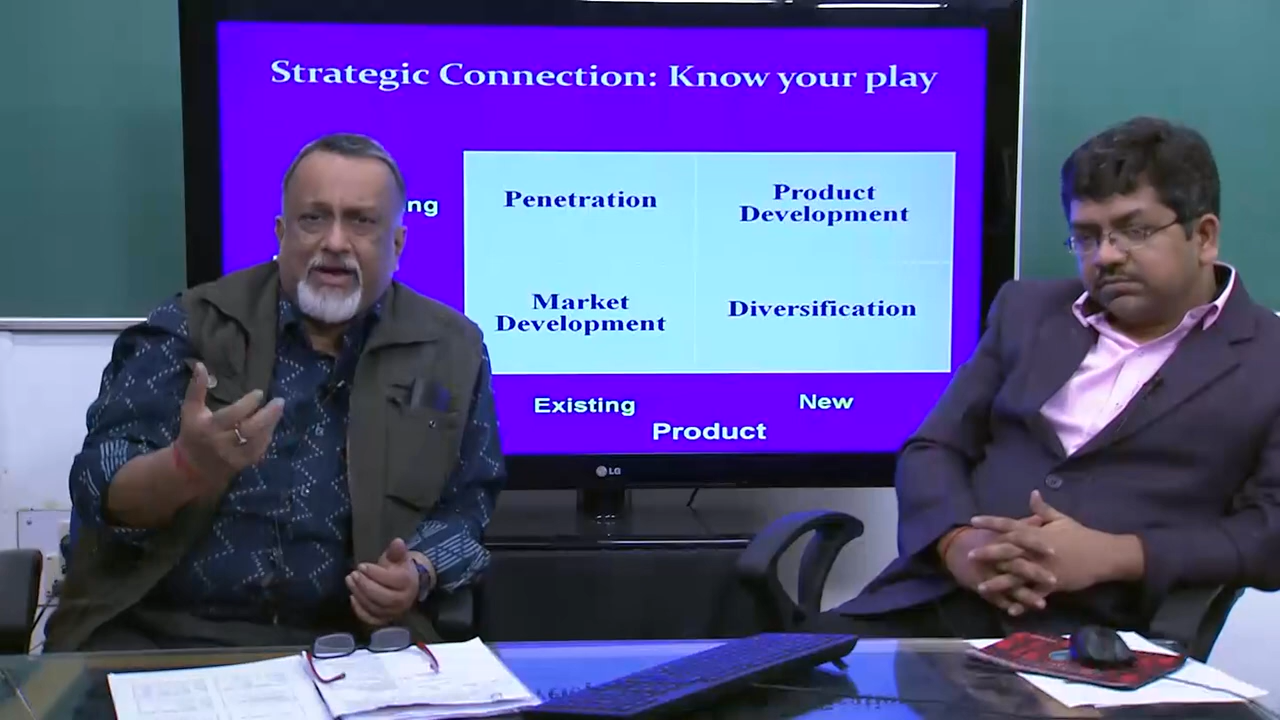 Strategic Connection: Know your play
ng
Penetration
Product
Development
Market
Development
Diversification
Existing
New
Product
LG